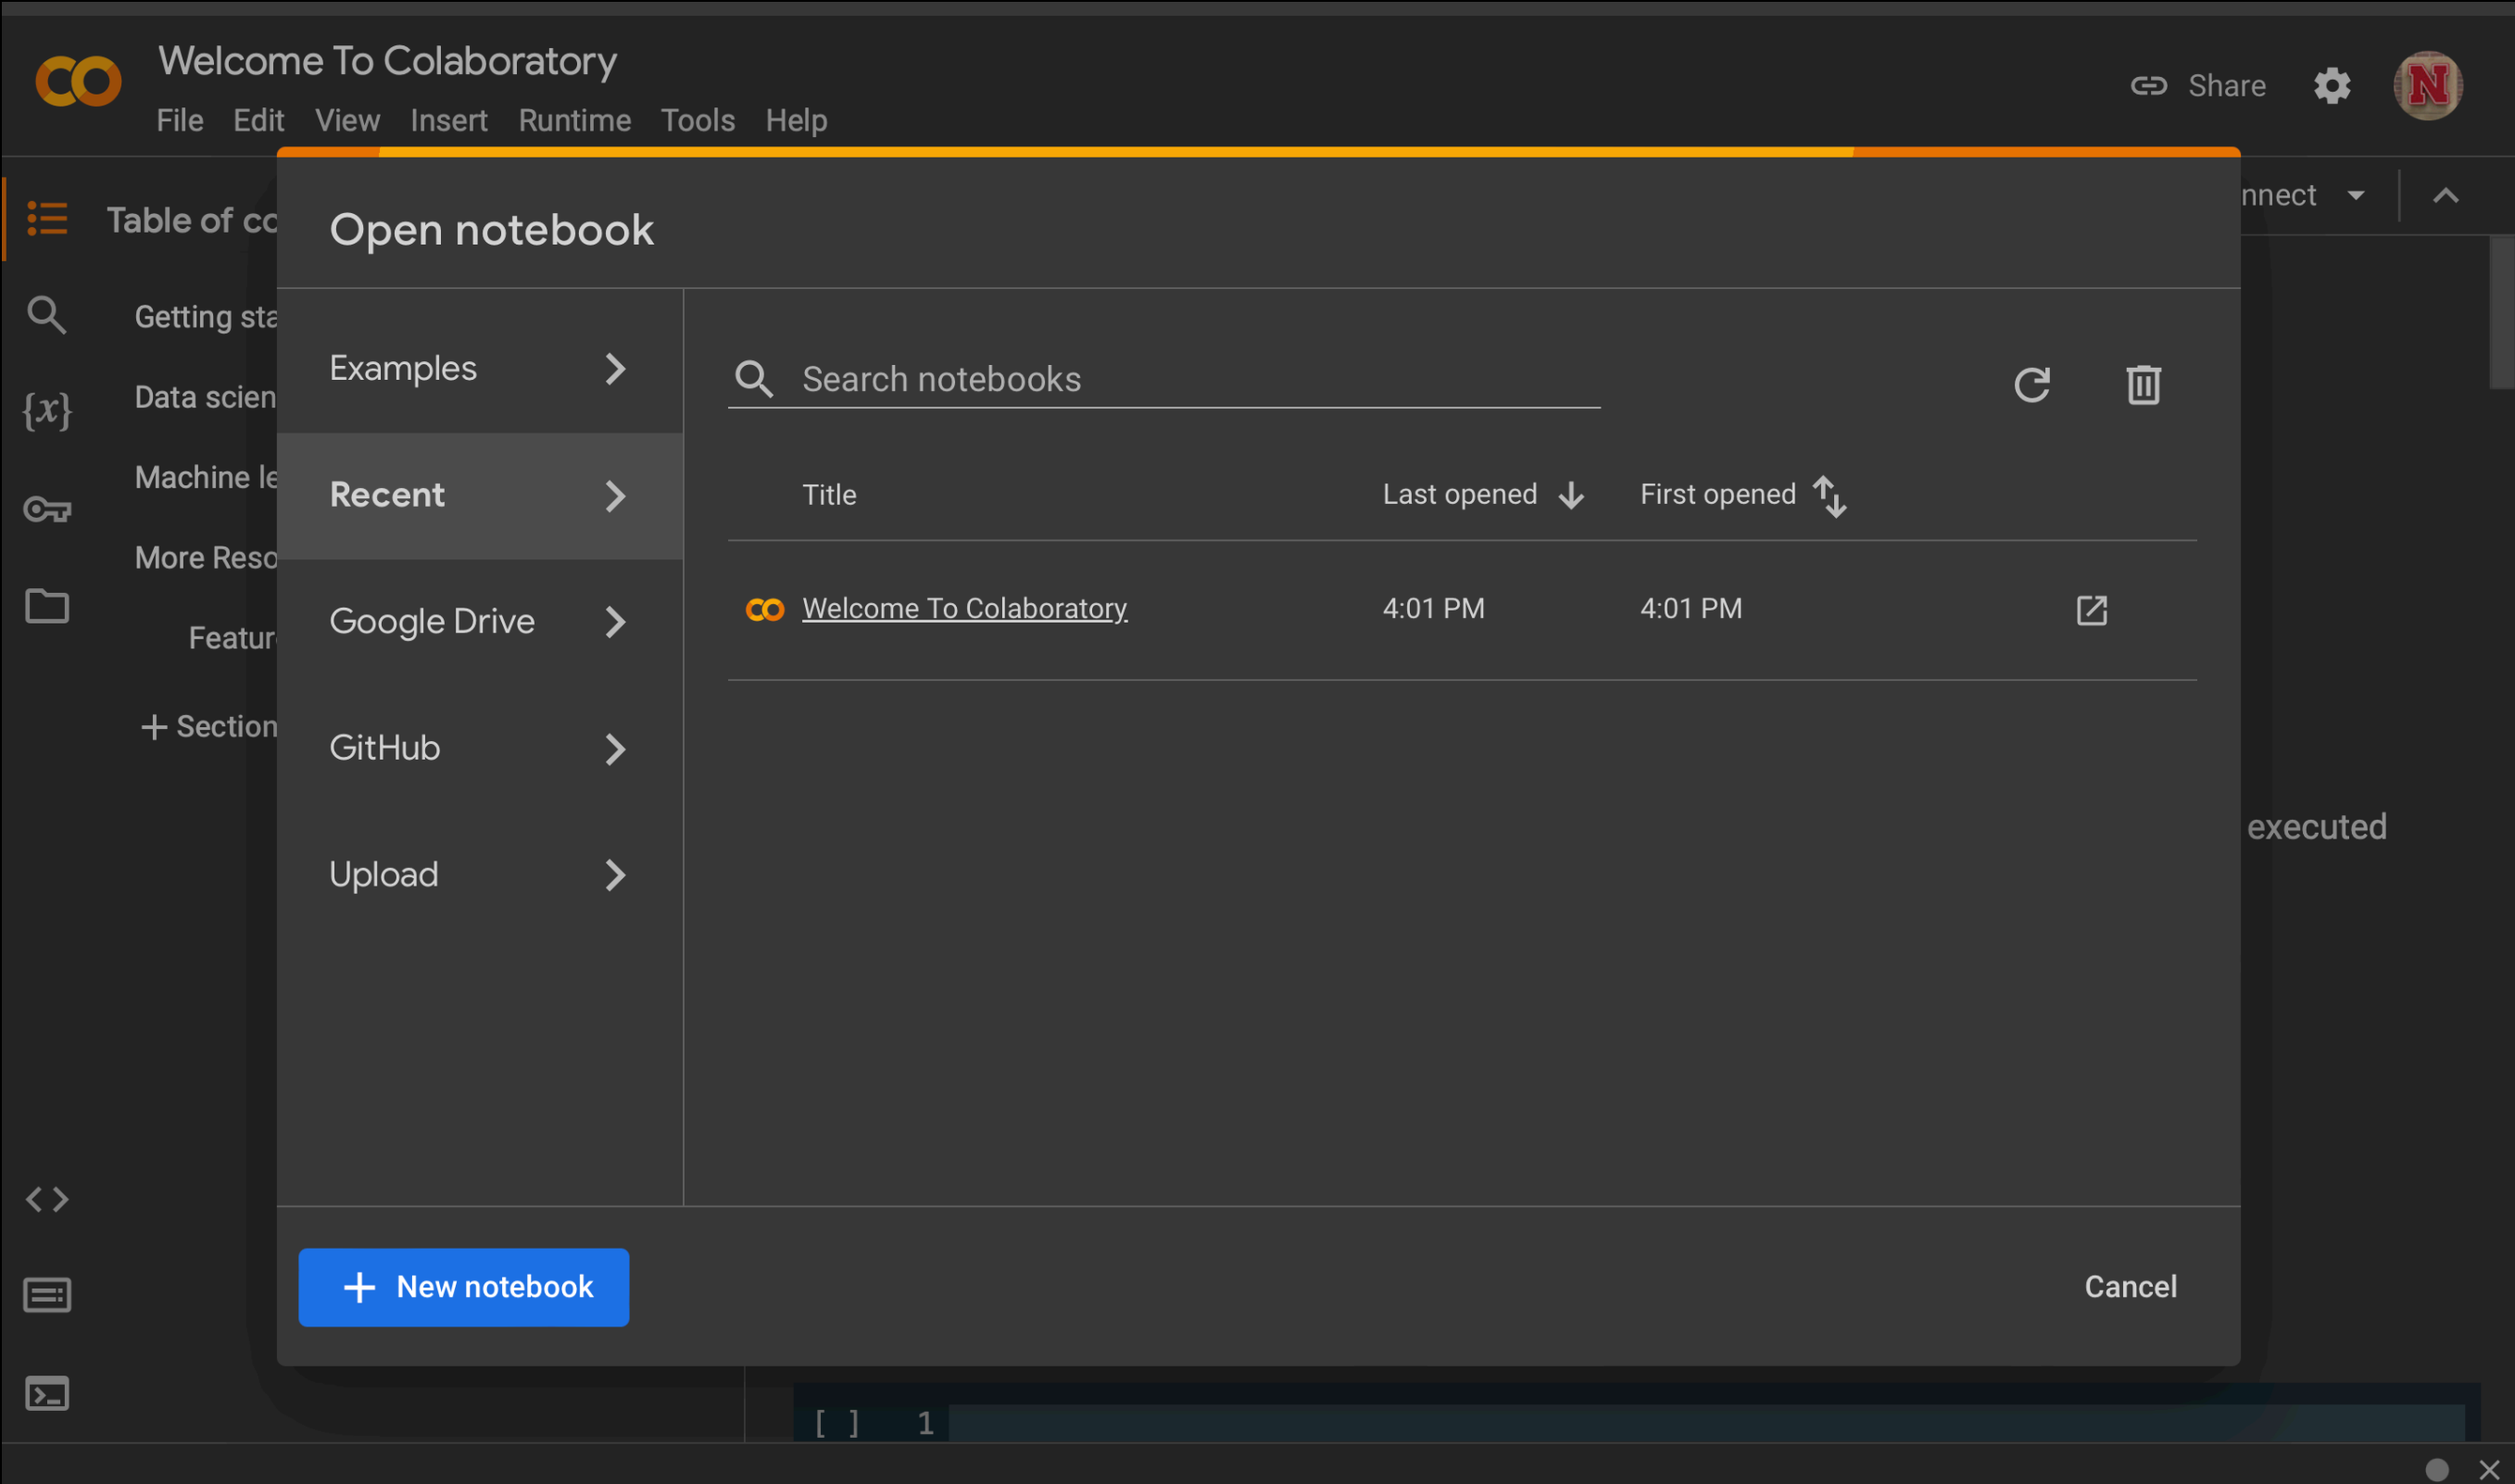 Welcome To Colaboratory
File Edit View Insert Runtime Tools Help
Share
N
nnect
Table of co
Getting sta
Data scien
{x}
Machine le
More Reso
Featur
+ Section
Open notebook
Examples
Recent
Google Drive
GitHub
Upload
Search notebooks
Title Last opened First opened
Welcome To Colaboratory 4:01 PM 4:01 PM
executed
+ New notebook
Cancel
[ ] 1